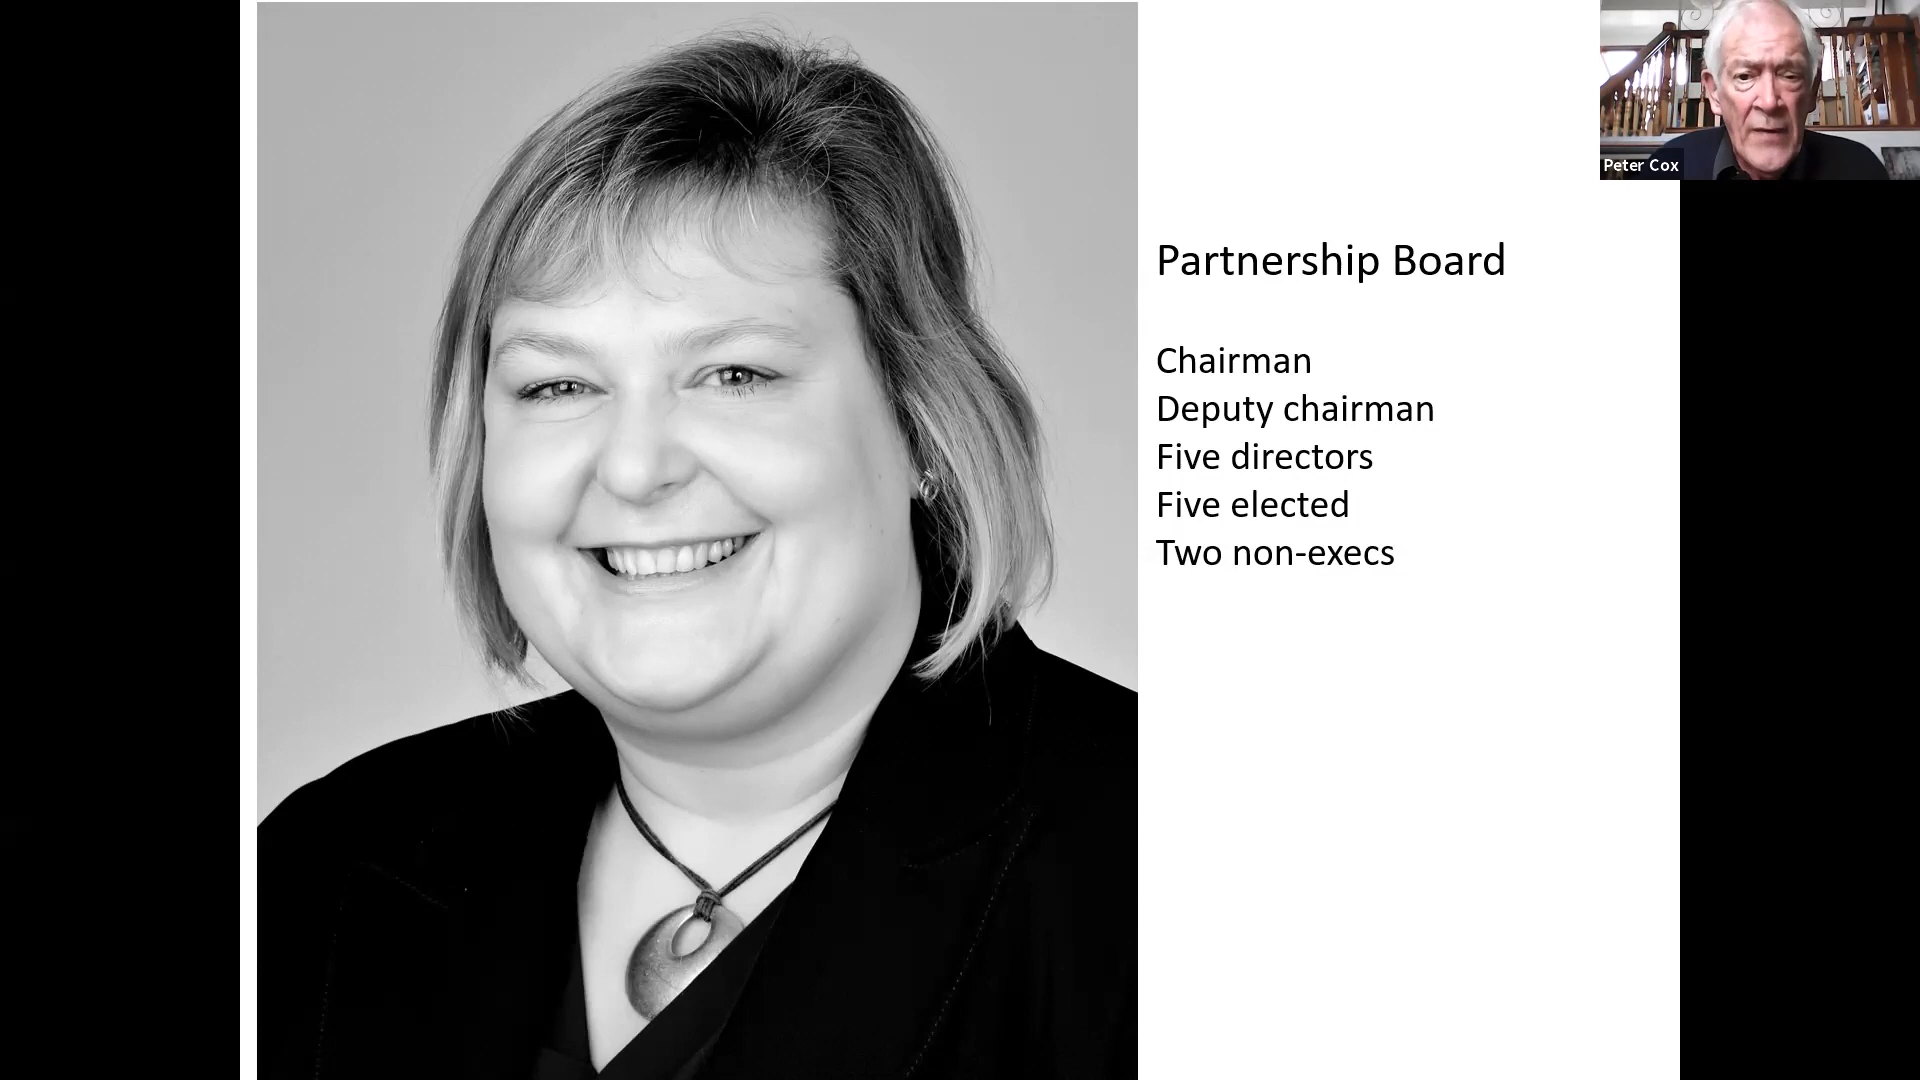 Partnership Board
Chairman
Deputy chairman
Five directors
Five elected
Two non-execs
Peter Cox